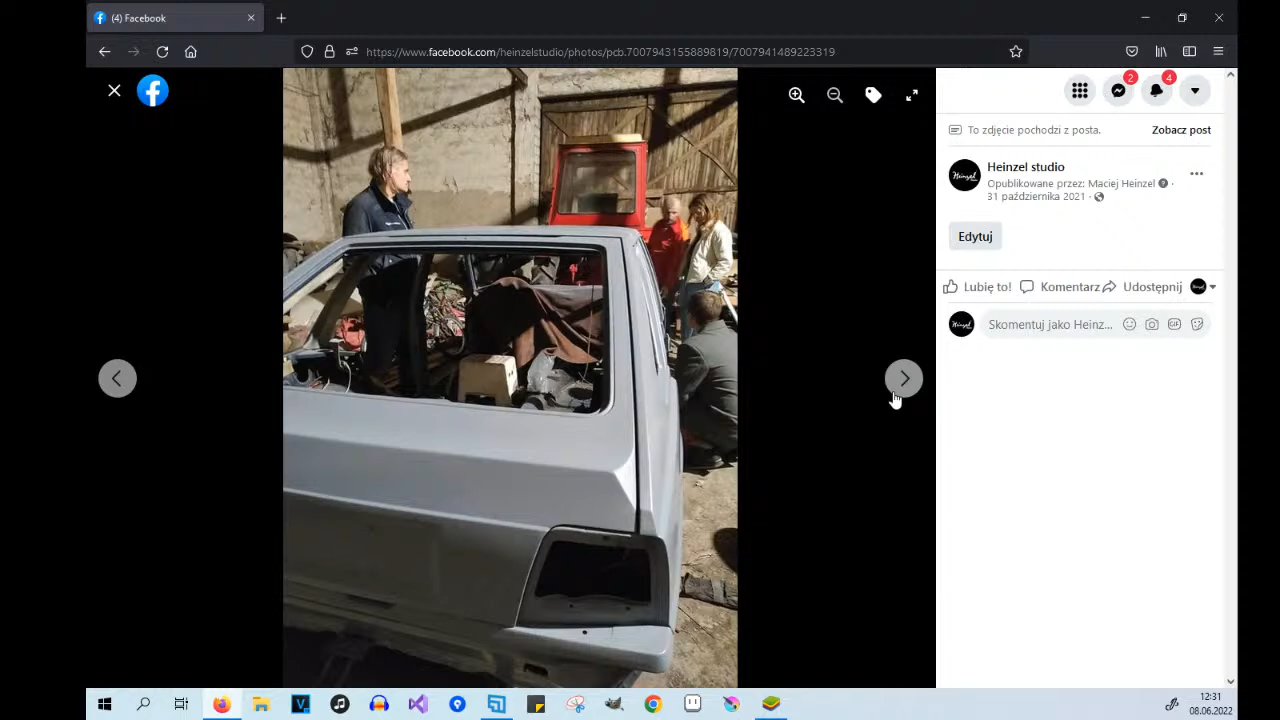 (4) Facebook
https://www.facebook.com/heinzelstudio/photos/pcb.7007943155889819/7007941489223319
2
4
To zdjęcie pochodzi z posta.
Zobacz post
Heinzel
Heinzel studio
Opublikowane przez: Maciej Heinzel
31 października 2021
Edytuj
Lubię to!
Komentarz
Udostępnij
Skomentuj jako Heinz...
GIF
12:31
08.06.2022